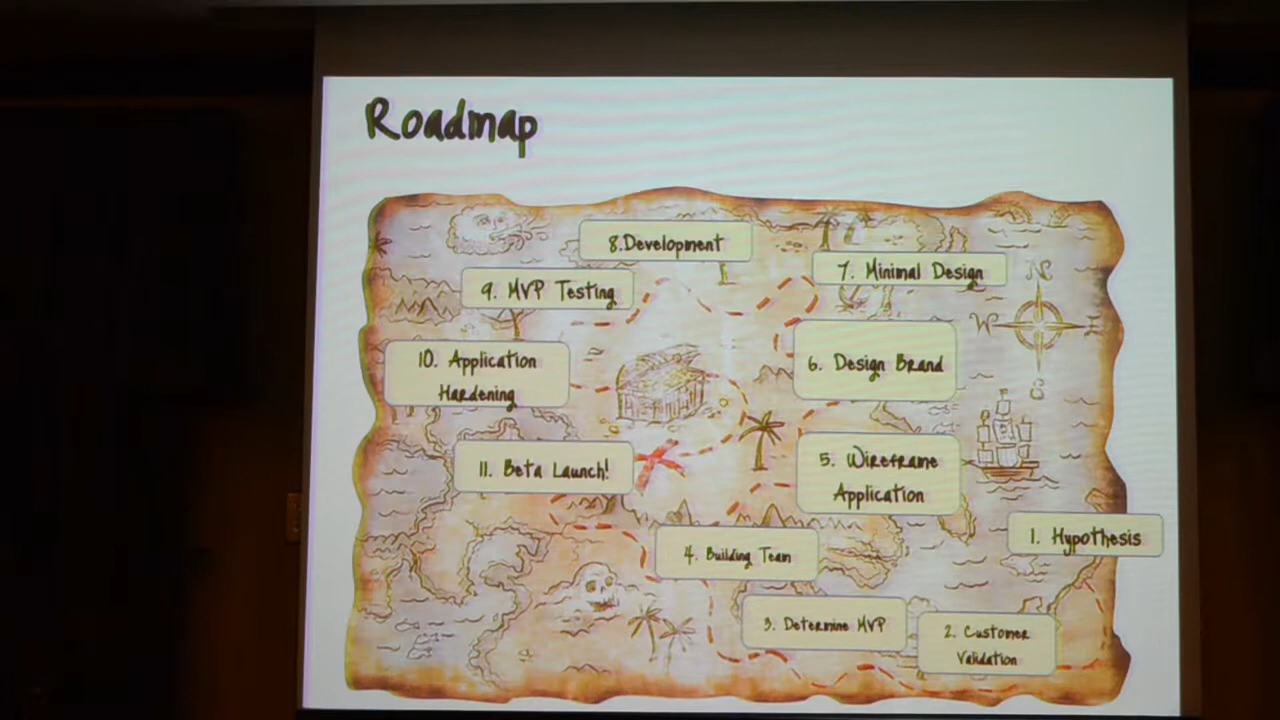 Roadmap
8.Development
7. Minimal Design
9. MVP Testing
N
W
E
S
10. Application
Hardening
6. Design Brand
11. Beta Launch!
5. Wireframe
Application
1. Hypothesis
4. Building Team
3. Determine MVP
2. Customer
Validation